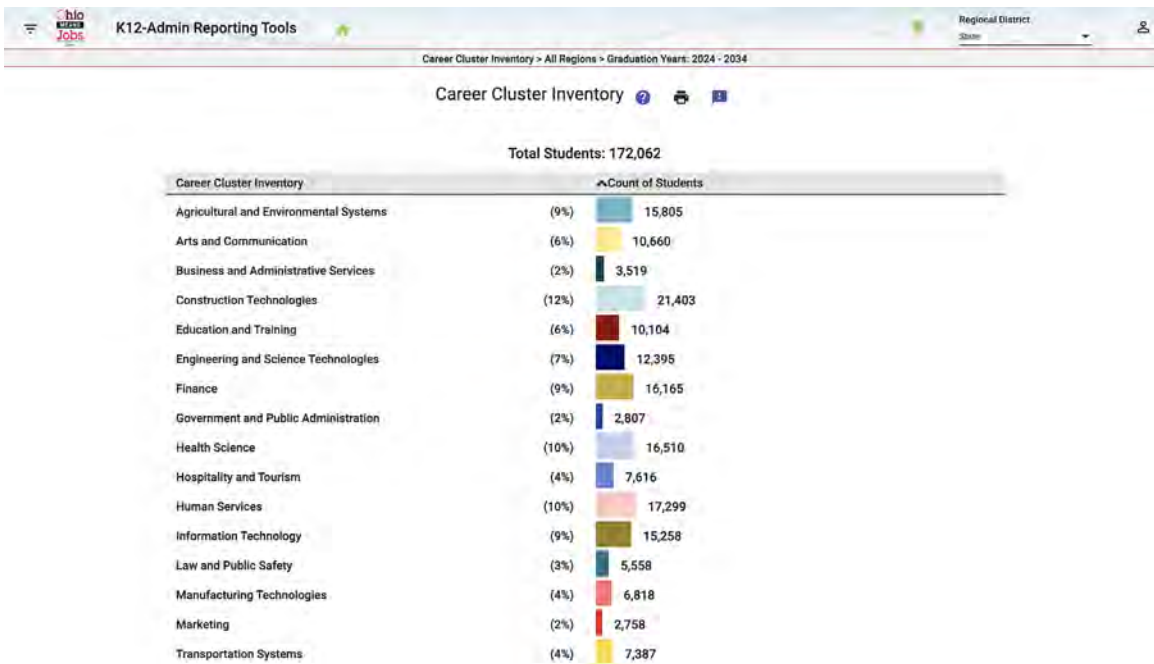 Ohio
MEANS
Jobs
K12-Admin Reporting Tools
Regional District
State
Career Cluster Inventory > All Regions > Graduation Years: 2024 - 2034
Career Cluster Inventory ?
Total Students: 172,062
Career Cluster Inventory Count of Students
Agricultural and Environmental Systems (9%) 15,805
Arts and Communication (6%) 10,660
Business and Administrative Services (2%) 3,519
Construction Technologies (12%) 21,403
Education and Training (6%) 10,104
Engineering and Science Technologies (7%) 12,395
Finance (9%) 16,165
Government and Public Administration (2%) 2,807
Health Science (10%) 16,510
Hospitality and Tourism (4%) 7,616
Human Services (10%) 17,299
Information Technology (9%) 15,258
Law and Public Safety (3%) 5,558
Manufacturing Technologies (4%) 6,818
Marketing (2%) 2,758
Transportation Systems (4%) 7,387